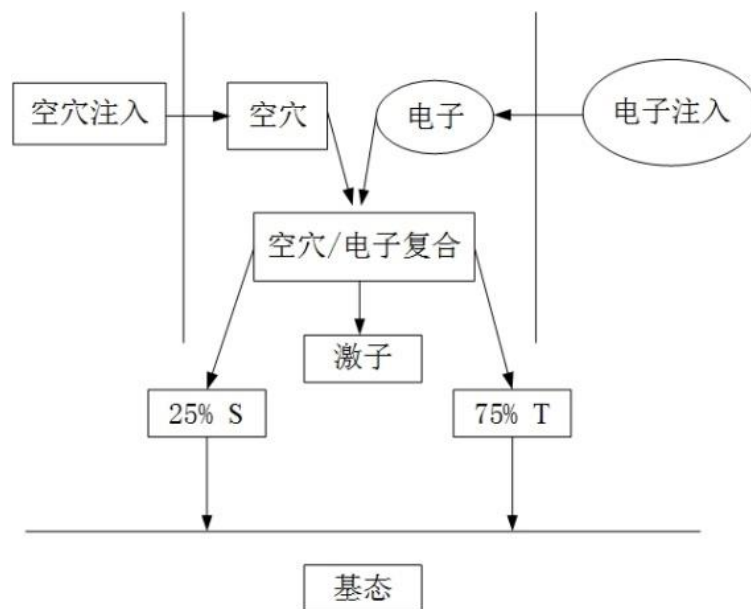 空穴注入
空穴
电子
电子注入
空穴/电子复合
激子
25% S
75% T
基态